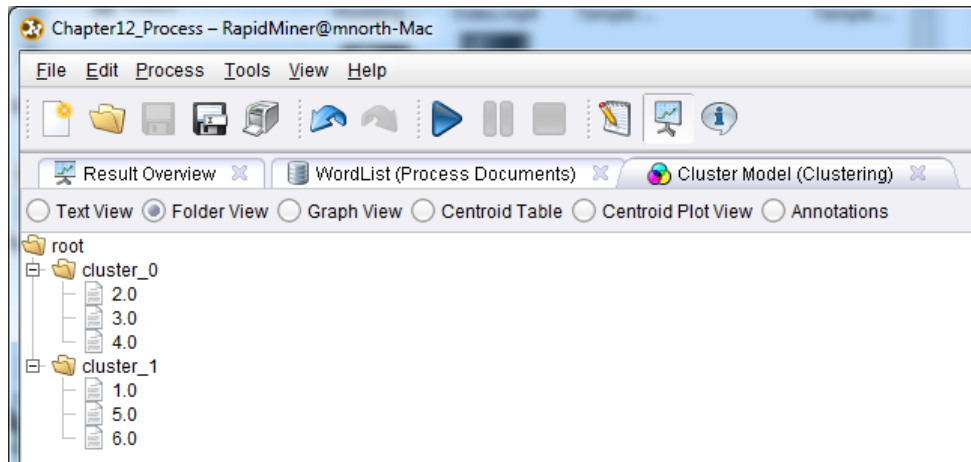 Chapter12_Process – RapidMiner@mnorth-Mac
File Edit Process Tools View Help
Result Overview WordList (Process Documents) Cluster Model (Clustering)
Text View Folder View Graph View Centroid Table Centroid Plot View Annotations
root
cluster_0
2.0
3.0
4.0
cluster_1
1.0
5.0
6.0